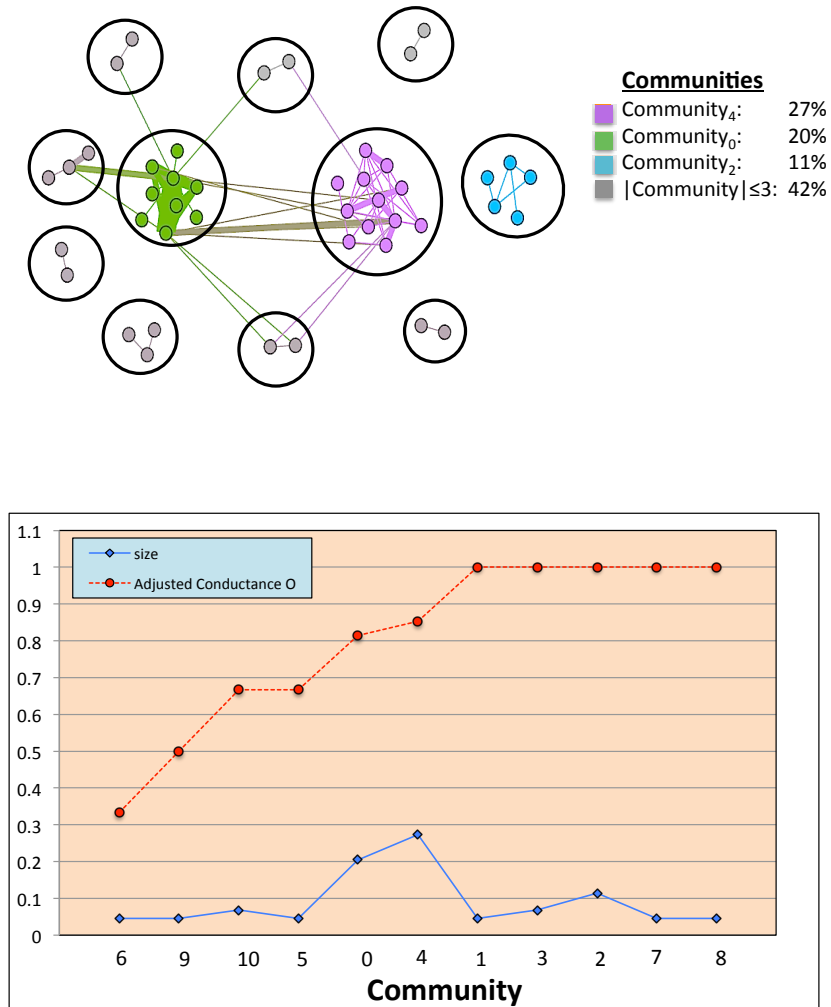 Communities
Community₄: 27%
Community₀: 20%
Community₂: 11%
|Community|≤3: 42%
1.1
1
0.9
0.8
0.7
0.6
0.5
0.4
0.3
0.2
0.1
0
size
Adjusted Conductance O
6 9 10 5 0 4 1 3 2 7 8
Community